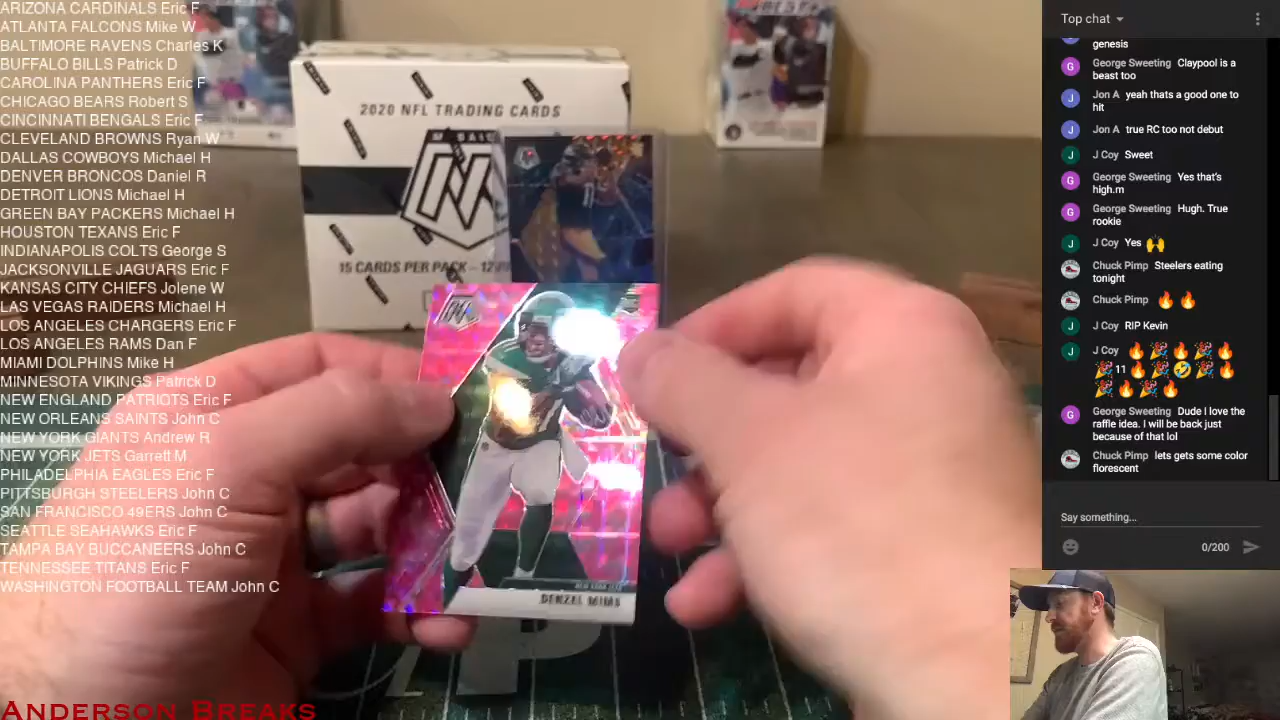 ARIZONA CARDINALS Eric F
ATLANTA FALCONS Mike W
BALTIMORE RAVENS Charles K
BUFFALO BILLS Patrick D
CAROLINA PANTHERS Eric F
CHICAGO BEARS Robert S
CINCINNATI BENGALS Eric F
CLEVELAND BROWNS Ryan W
DALLAS COWBOYS Michael H
DENVER BRONCOS Daniel R
DETROIT LIONS Michael H
GREEN BAY PACKERS Michael H
HOUSTON TEXANS Eric F
INDIANAPOLIS COLTS George S
JACKSONVILLE JAGUARS Eric F
KANSAS CITY CHIEFS Jolene W
LAS VEGAS RAIDERS Michael H
LOS ANGELES CHARGERS Eric F
LOS ANGELES RAMS Dan F
MIAMI DOLPHINS Mike H
MINNESOTA VIKINGS Patrick D
NEW ENGLAND PATRIOTS Eric F
NEW ORLEANS SAINTS John C
NEW YORK GIANTS Andrew R
NEW YORK JETS Garrett M
PHILADELPHIA EAGLES Eric F
PITTSBURGH STEELERS John C
SAN FRANCISCO 49ERS John C
SEATTLE SEAHAWKS Eric F
TAMPA BAY BUCCANEERS John C
TENNESSEE TITANS Eric F
WASHINGTON FOOTBALL TEAM John C
ANDERSON BREAKS
2020 NFL TRADING CARDS
MOSAIC
15 CARDS PER PACK
NEW YORK JETS
DENZEL MIMS
Top chat
genesis
George Sweeting Claypool is a
beast too
Jon A yeah thats a good one to
hit
Jon A true RC too not debut
J Coy Sweet
George Sweeting Yes that's
high.m
George Sweeting Hugh. True
rookie
J Coy Yes 🙌
Chuck Pimp Steelers eating
tonight
Chuck Pimp 🔥🔥
J Coy RIP Kevin
J Coy 🔥🎉🔥🎉🔥
🎉11🔥🎉🤣🎉🔥
🎉🔥🎉🔥
George Sweeting Dude I love the
raffle idea. I will be back just
because of that lol
Chuck Pimp lets gets some color
florescent
Say something...
0/200